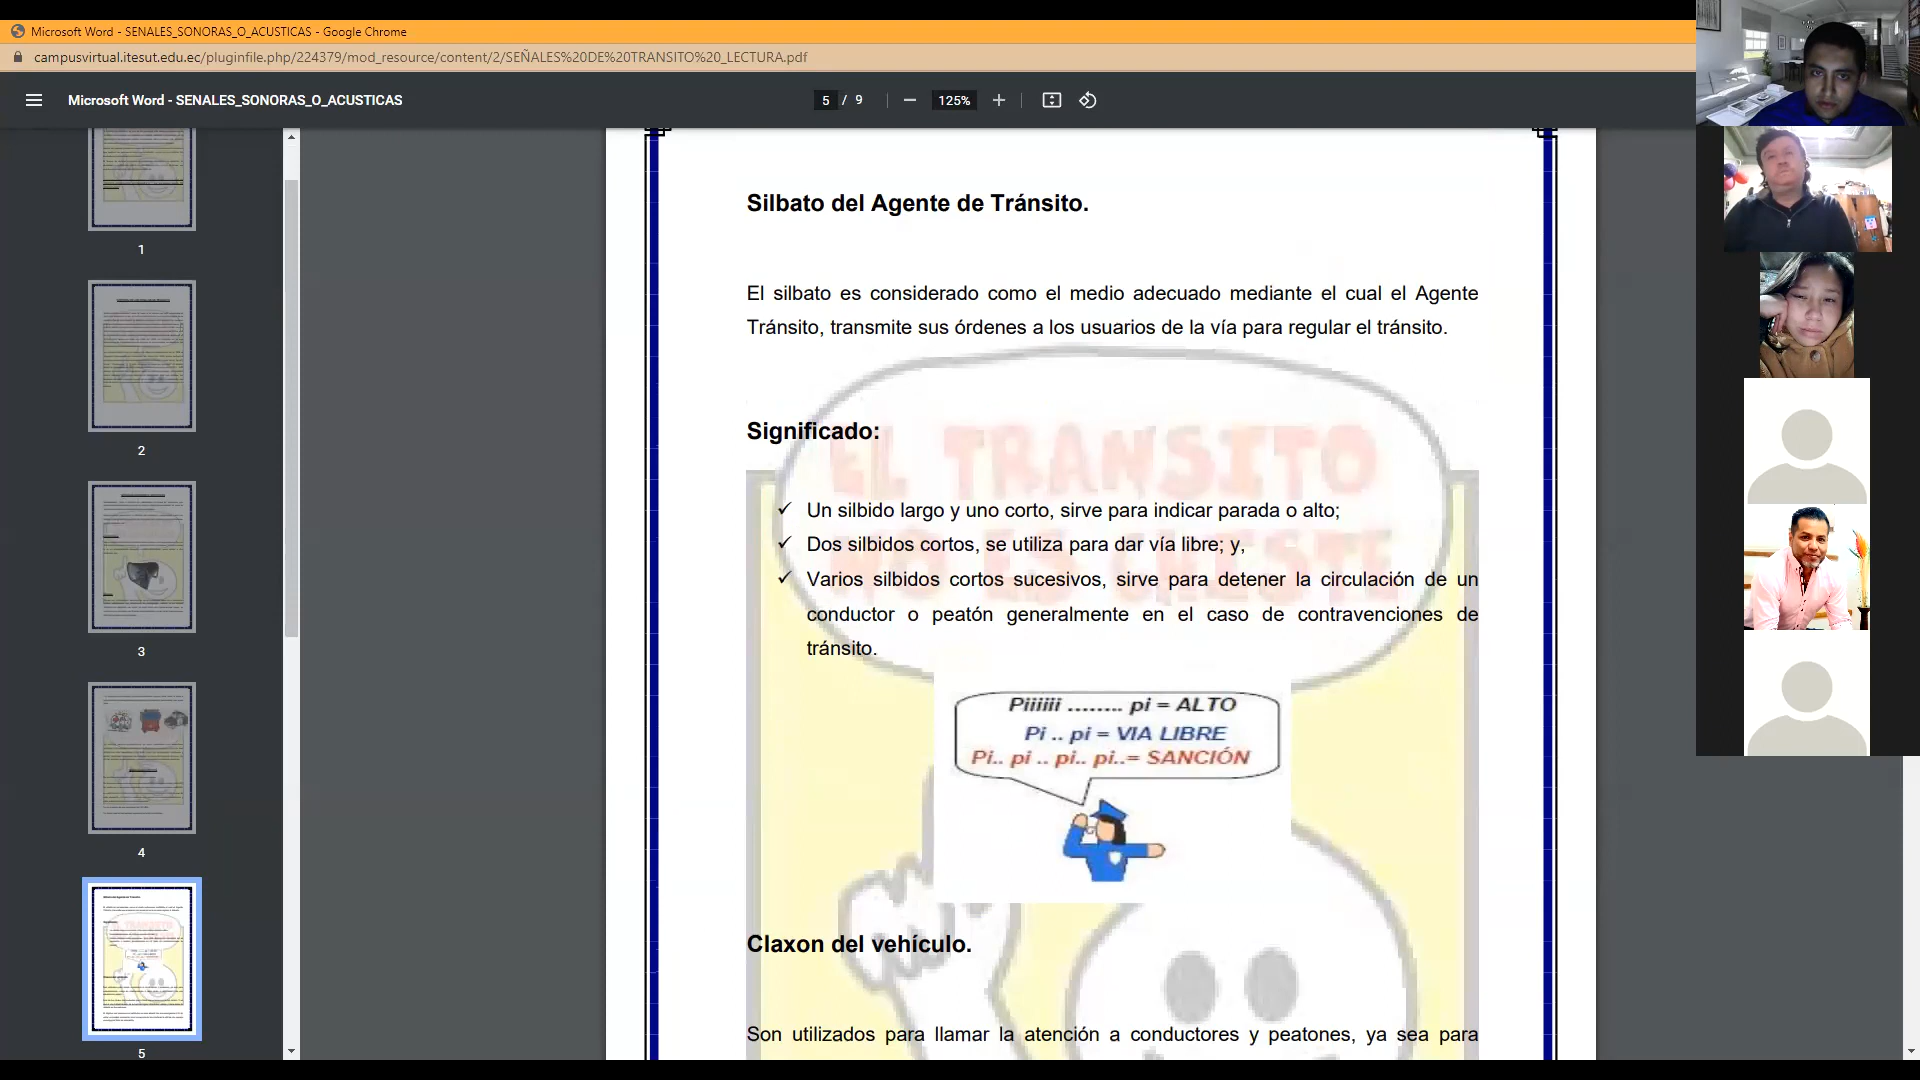 Microsoft Word - SENALES_SONORAS_O_ACUSTICAS - Google Chrome
campusvirtual.itesut.edu.ec/pluginfile.php/224379/mod_resource/content/2/SEÑALES%20DE%20TRANSITO%20_LECTURA.pdf
Microsoft Word - SENALES_SONORAS_O_ACUSTICAS
5 / 9
125%
1
2
3
4
5
Silbato del Agente de Tránsito.
El silbato es considerado como el medio adecuado mediante el cual el Agente
Tránsito, transmite sus órdenes a los usuarios de la vía para regular el tránsito.
EL TRANSITO
NO ES CHISTE
Significado:
Un silbido largo y uno corto, sirve para indicar parada o alto;
Dos silbidos cortos, se utiliza para dar vía libre; y,
Varios silbidos cortos sucesivos, sirve para detener la circulación de un
conductor o peatón generalmente en el caso de contravenciones de
tránsito.
Piiiiii ........ pi = ALTO
Pi .. pi = VIA LIBRE
Pi.. pi .. pi.. pi..= SANCIÓN
Claxon del vehículo.
Son utilizados para llamar la atención a conductores y peatones, ya sea para